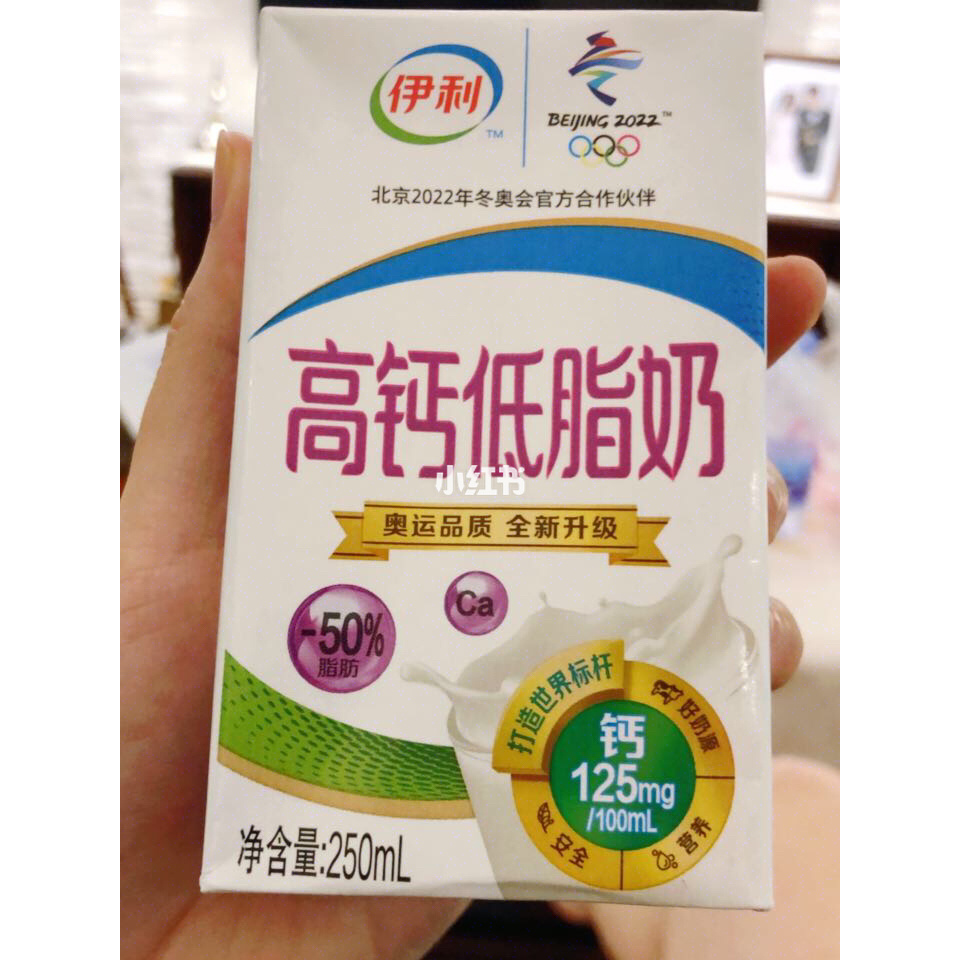 伊利
TM
BEIJING 2022™
北京2022年冬奥会官方合作伙伴
高钙低脂奶
小红书
奥运品质 全新升级
-50%
脂肪
Ca
打造世界标杆
好奶源
钙
125mg
/100mL
安全
营养
净含量:250mL